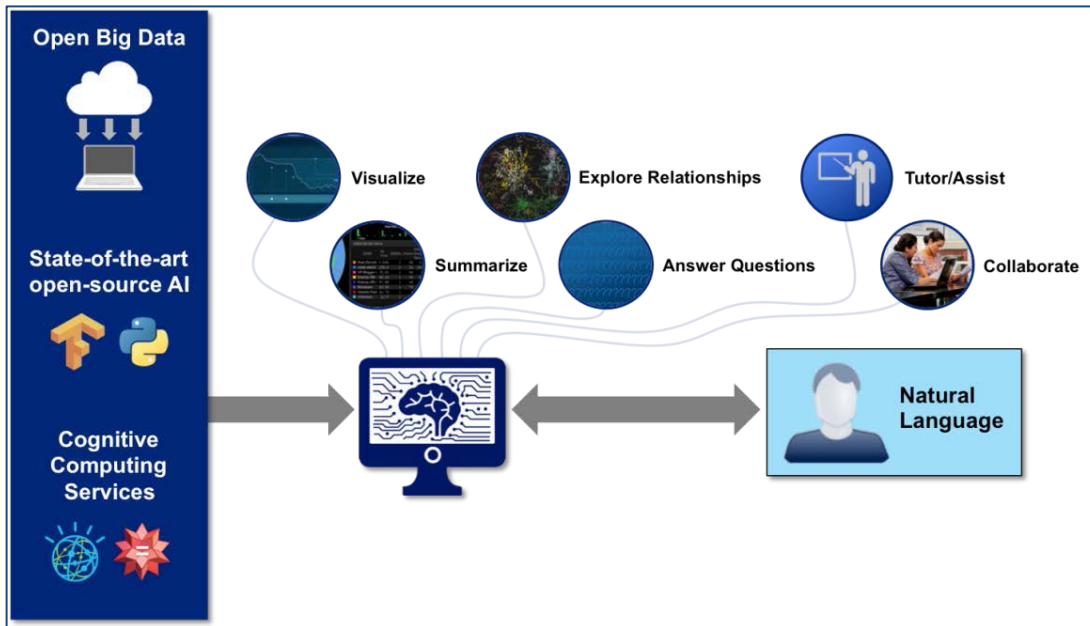 Open Big Data
State-of-the-art
open-source AI
Cognitive
Computing
Services
Visualize
Explore Relationships
Tutor/Assist
Summarize
Answer Questions
Collaborate
Natural
Language